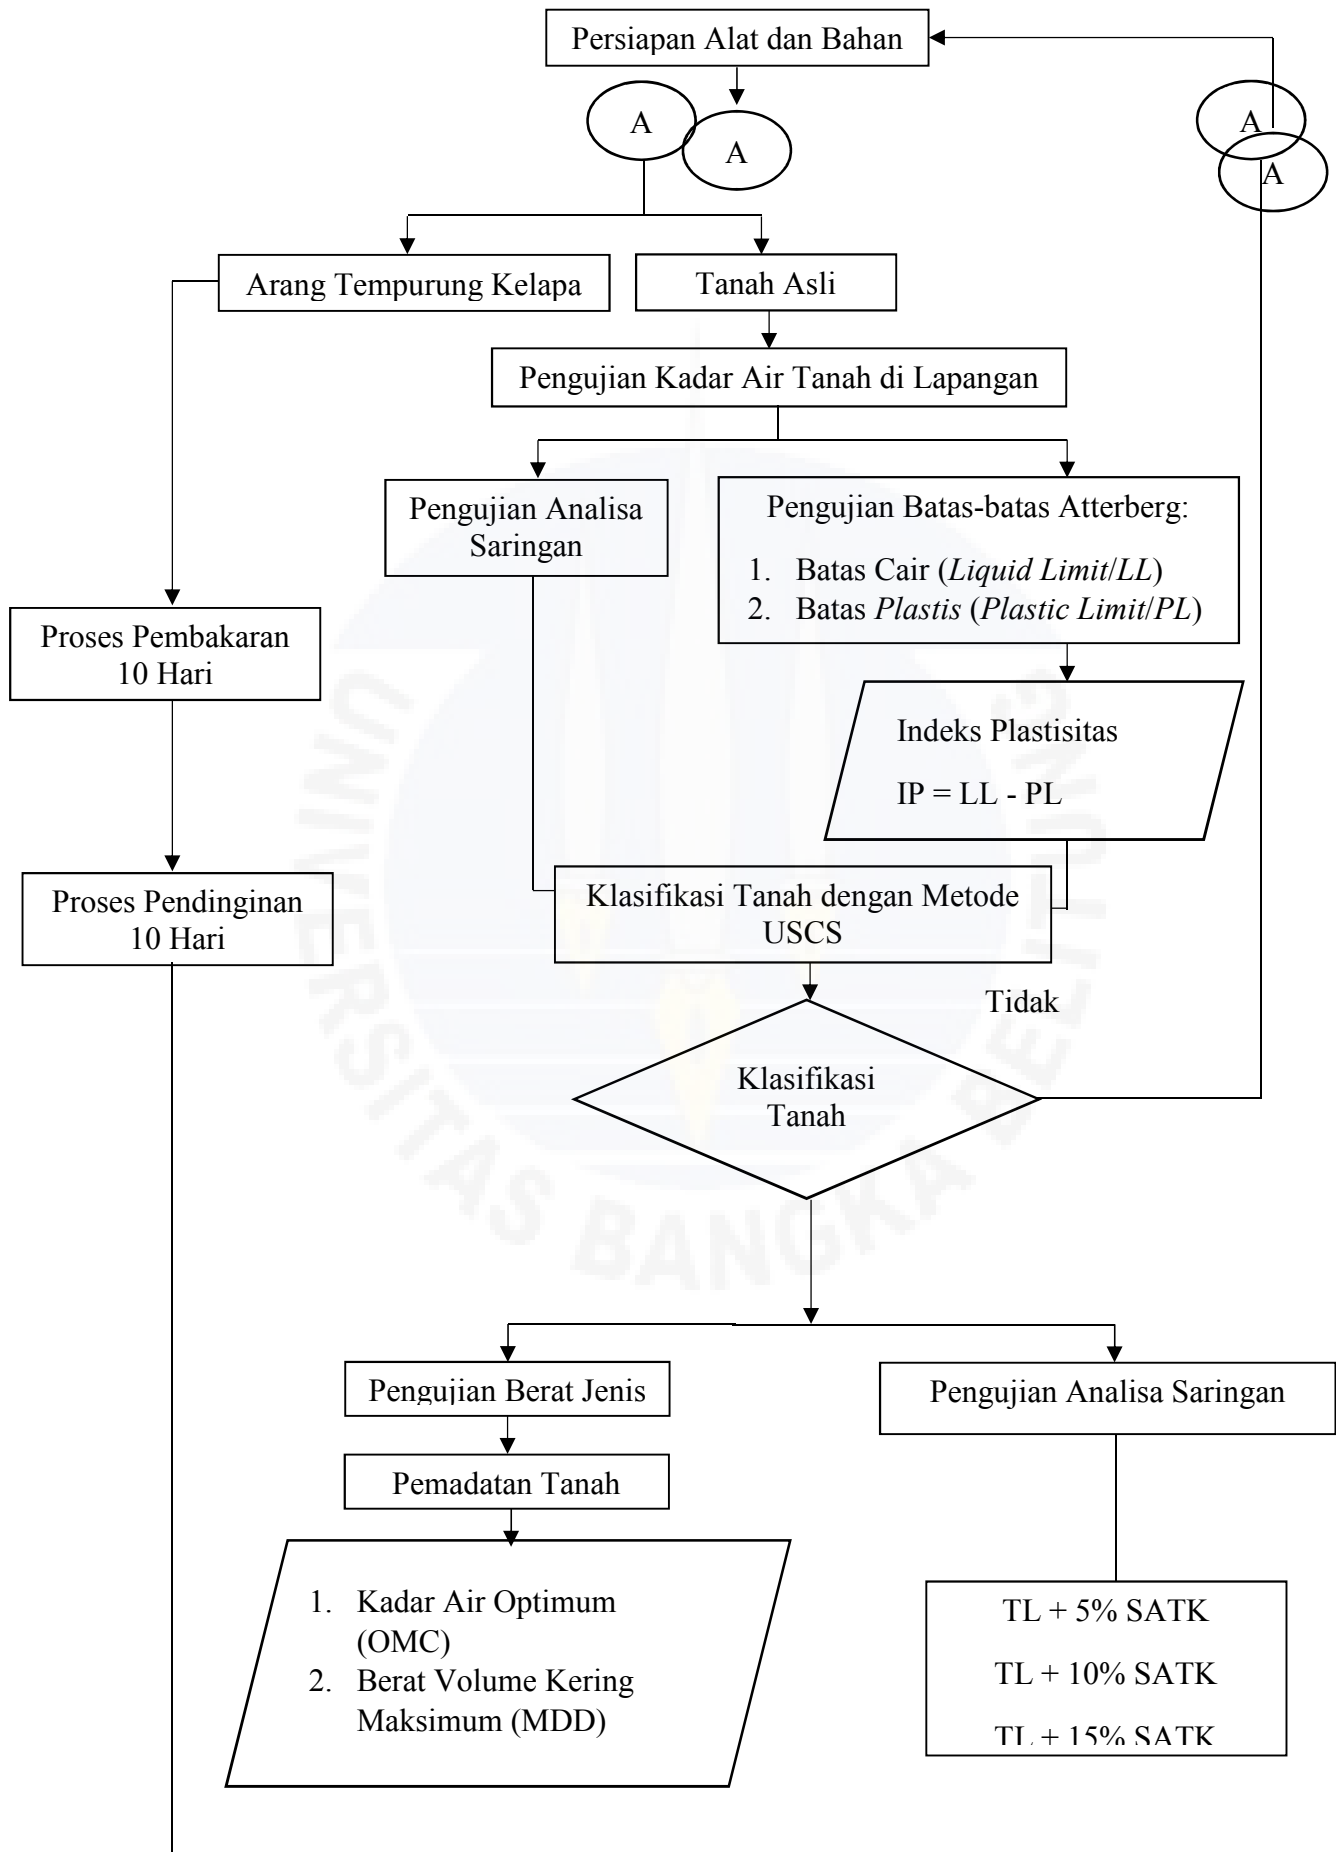 Persiapan Alat dan Bahan
A
A
A
A
Arang Tempurung Kelapa
Tanah Asli
Pengujian Kadar Air Tanah di Lapangan
Pengujian Analisa
Saringan
Pengujian Batas-batas Atterberg:
1. Batas Cair (Liquid Limit/LL)
2. Batas Plastis (Plastic Limit/PL)
Proses Pembakaran
10 Hari
Indeks Plastisitas
IP = LL - PL
Proses Pendinginan
10 Hari
Klasifikasi Tanah dengan Metode
USCS
Tidak
Klasifikasi
Tanah
Pengujian Berat Jenis
Pengujian Analisa Saringan
Pemadatan Tanah
1. Kadar Air Optimum
(OMC)
2. Berat Volume Kering
Maksimum (MDD)
TL + 5% SATK
TL + 10% SATK
TL + 15% SATK
UNIVERSITAS BANGKA BELITUNG